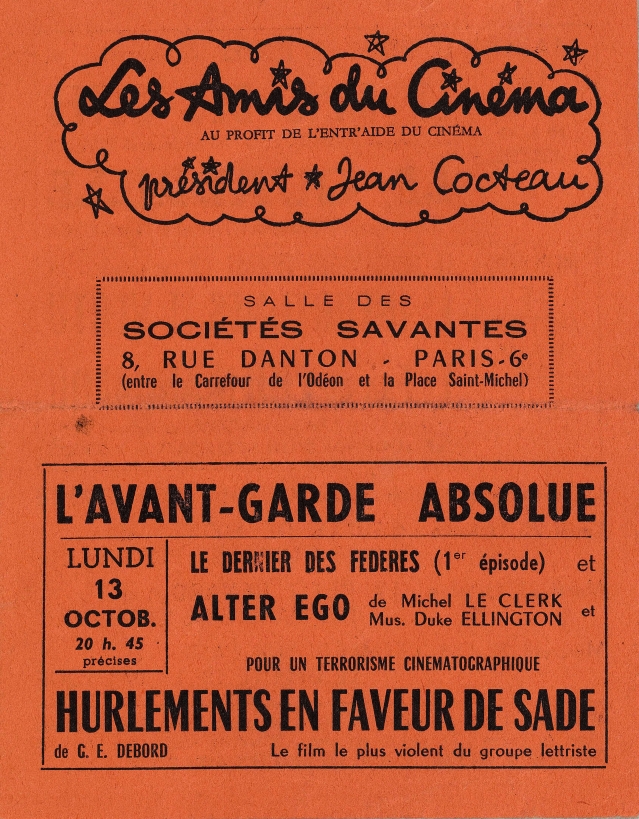 Les Amis du Cinéma
AU PROFIT DE L'ENTR'AIDE DU CINÉMA
président Jean Cocteau
SALLE DES
SOCIÉTÉS SAVANTES
8, RUE DANTON - PARIS-6e
(entre le Carrefour de l'Odéon et la Place Saint-Michel)
L'AVANT-GARDE ABSOLUE
LUNDI
13
OCTOB.
20 h. 45
précises
LE DERNIER DES FEDERES (1er épisode) et
ALTER EGO de Michel LE CLERK
Mus. Duke ELLINGTON et
POUR UN TERRORISME CINEMATOGRAPHIQUE
HURLEMENTS EN FAVEUR DE SADE
de G. E. DEBORD Le film le plus violent du groupe lettriste